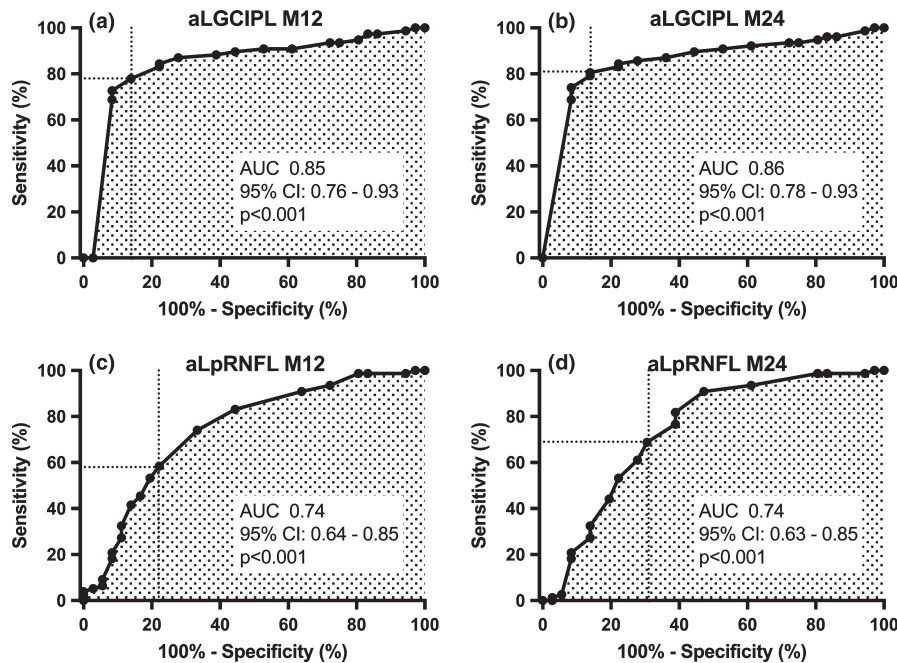 (a) aLGCIPL M12
100
80
60
40
20
0
Sensitivity (%)
AUC 0.85
95% CI: 0.76 - 0.93
p<0.001
0 20 40 60 80 100
100% - Specificity (%)
(b) aLGCIPL M24
100
80
60
40
20
0
Sensitivity (%)
AUC 0.86
95% CI: 0.78 - 0.93
p<0.001
0 20 40 60 80 100
100% - Specificity (%)
(c) aLpRNFL M12
100
80
60
40
20
0
Sensitivity (%)
AUC 0.74
95% CI: 0.64 - 0.85
p<0.001
0 20 40 60 80 100
100% - Specificity (%)
(d) aLpRNFL M24
100
80
60
40
20
0
Sensitivity (%)
AUC 0.74
95% CI: 0.63 - 0.85
p<0.001
0 20 40 60 80 100
100% - Specificity (%)